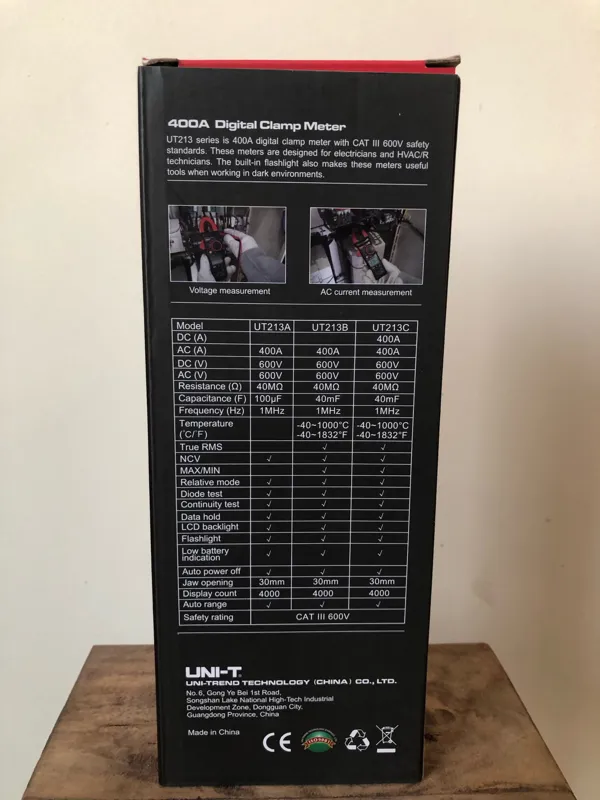 400A Digital Clamp Meter
UT213 series is 400A digital clamp meter with CAT III 600V safety
standards. These meters are designed for electricians and HVAC/R
technicians. The built-in flashlight also makes these meters useful
tools when working in dark environments.
Voltage measurement AC current measurement
Model UT213A UT213B UT213C
DC (A) 400A
AC (A) 400A 400A 400A
DC (V) 600V 600V 600V
AC (V) 600V 600V 600V
Resistance (Ω) 40MΩ 40MΩ 40MΩ
Capacitance (F) 100µF 40mF 40mF
Frequency (Hz) 1MHz 1MHz 1MHz
Temperature -40~1000°C -40~1000°C
(°C/°F) -40~1832°F -40~1832°F
True RMS √ √
NCV √ √ √
MAX/MIN √ √
Relative mode √ √ √
Diode test √ √ √
Continuity test √ √ √
Data hold √ √ √
LCD backlight √ √ √
Flashlight √ √ √
Low battery
indication √ √ √
Auto power off √ √ √
Jaw opening 30mm 30mm 30mm
Display count 4000 4000 4000
Auto range √ √ √
Safety rating CAT III 600V
UNI-T®
UNI-TREND TECHNOLOGY (CHINA) CO., LTD.
No.6, Gong Ye Bei 1st Road,
Songshan Lake National High-Tech Industrial
Development Zone, Dongguan City,
Guangdong Province, China
Made in China
CE